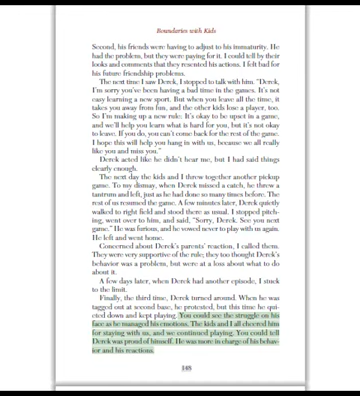 Boundaries with Kids
Second, his friends were having to adjust to his immaturity. He
had the problem, but they were paying for it. I could tell by their
looks and comments that they resented his actions. I felt bad for
his future friendship problems.
The next time I saw Derek, I stopped to talk with him. "Derek,
I'm sorry you've been having a bad time in the games. It's not
easy learning a new sport. But when you leave all the time, it
takes you away from fun, and the other kids lose a player, too.
So I'm making up a new rule: It's okay to be upset in a game,
and we'll help you learn what is hard for you, but it's not okay
to leave. If you do, you can't come back for the rest of the game.
I hope this will help you hang in with us, because we all really
like you and miss you."
Derek acted like he didn't hear me, but I had said things
clearly enough.
The next day the kids and I threw together another pickup
game. To my dismay, when Derek missed a catch, he threw a
tantrum and left, just as he had done so many times before. The
rest of us resumed the game. A few minutes later, Derek quietly
walked to right field and stood there as usual. I stopped pitch-
ing, went over to him, and said, "Sorry, Derek. See you next
game." He was furious, and he vowed never to play with us again.
He left and went home.
Concerned about Derek's parents' reaction, I called them.
They were very supportive of the rule; they too thought Derek's
behavior was a problem, but were at a loss about what to do
about it.
A few days later, when Derek had another episode, I stuck
to the limit.
Finally, the third time, Derek turned around. When he was
tagged out at second base, he protested, but this time he qui-
eted down and kept playing. You could see the struggle on his
face as he managed his emotions. The kids and I all cheered him
for staying with us, and we continued playing. You could tell
Derek was proud of himself. He was more in charge of his behav-
ior and his reactions.